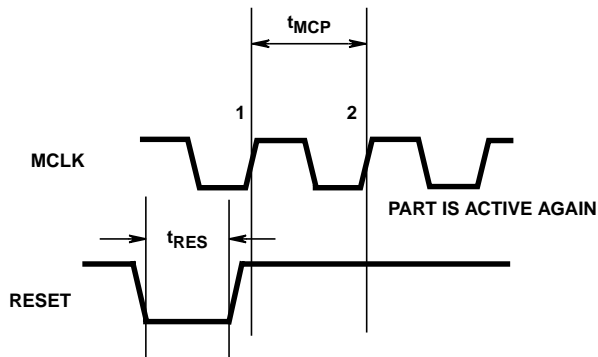 tMCP
1 2
MCLK
PART IS ACTIVE AGAIN
tRES
RESET